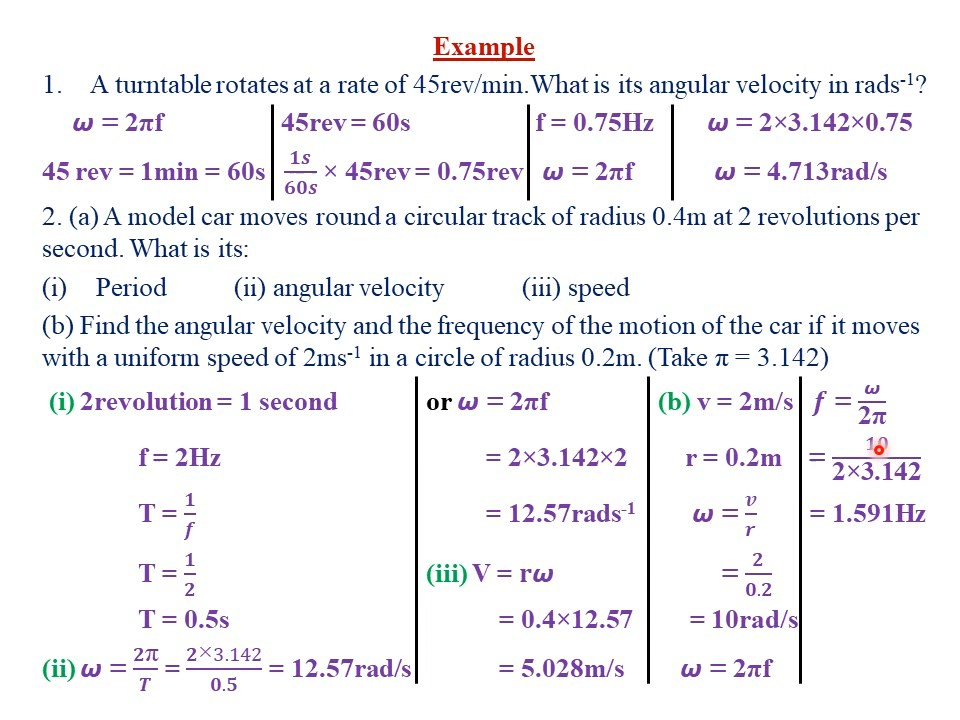 Example
1. A turntable rotates at a rate of 45rev/min.What is its angular velocity in rads⁻¹?
𝝎 = 2πf
45 rev = 1min = 60s
45rev = 60s
1s/60s × 45rev = 0.75rev
f = 0.75Hz
𝝎 = 2πf
𝝎 = 2×3.142×0.75
𝝎 = 4.713rad/s
2. (a) A model car moves round a circular track of radius 0.4m at 2 revolutions per
second. What is its:
(i) Period (ii) angular velocity (iii) speed
(b) Find the angular velocity and the frequency of the motion of the car if it moves
with a uniform speed of 2ms⁻¹ in a circle of radius 0.2m. (Take π = 3.142)
(i) 2revolution = 1 second
f = 2Hz
T = 1/f
T = 1/2
T = 0.5s
(ii) 𝝎 = 2π/T = 2×3.142/0.5 = 12.57rad/s
or 𝝎 = 2πf
= 2×3.142×2
= 12.57rads⁻¹
(iii) V = r𝝎
= 0.4×12.57
= 5.028m/s
(b) v = 2m/s
r = 0.2m
𝝎 = v/r
= 2/0.2
= 10rad/s
𝝎 = 2πf
f = 𝝎/2π
= 10/2×3.142
= 1.591Hz